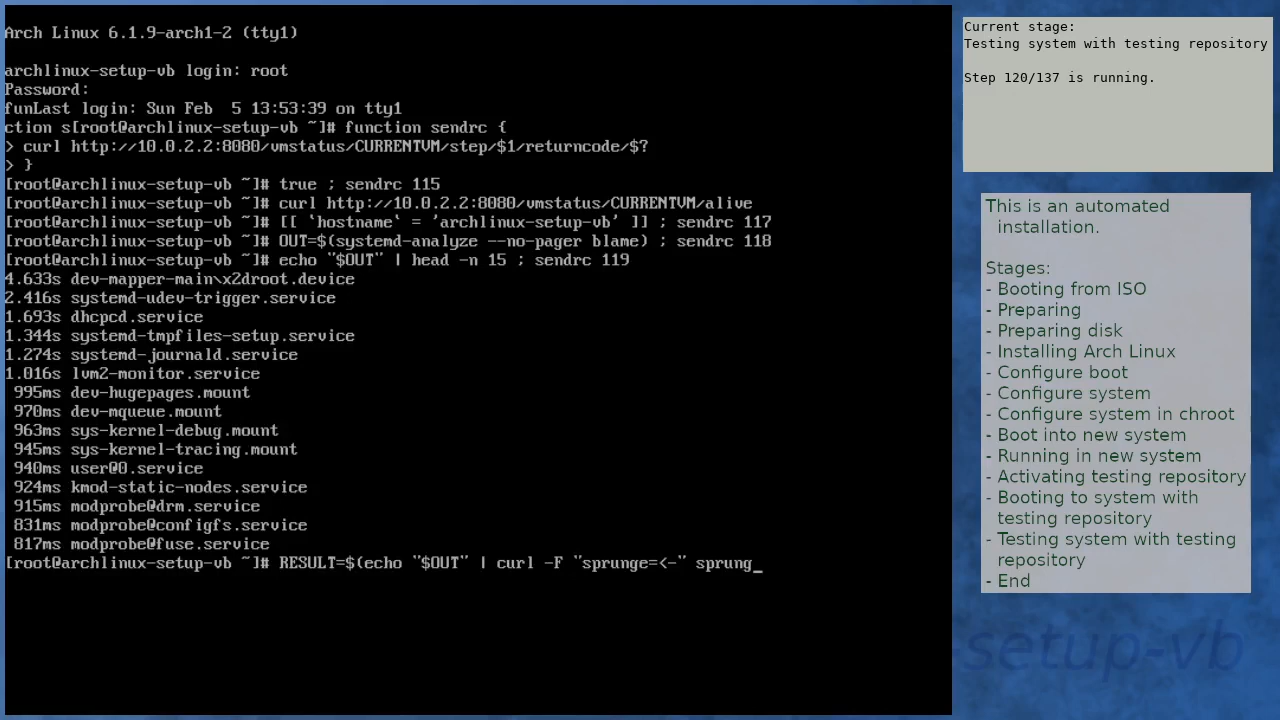 Arch Linux 6.1.9-arch1-2 (tty1)
archlinux-setup-vb login: root
Password:
funLast login: Sun Feb  5 13:53:39 on tty1
ction s[root@archlinux-setup-vb ~]# function sendrc {
> curl http://10.0.2.2:8080/vmstatus/CURRENTVM/step/$1/returncode/$?
> }
[root@archlinux-setup-vb ~]# true ; sendrc 115
[root@archlinux-setup-vb ~]# curl http://10.0.2.2:8080/vmstatus/CURRENTVM/alive
[root@archlinux-setup-vb ~]# [[ `hostname` = 'archlinux-setup-vb' ]] ; sendrc 117
[root@archlinux-setup-vb ~]# OUT=$(systemd-analyze --no-pager blame) ; sendrc 118
[root@archlinux-setup-vb ~]# echo "$OUT" | head -n 15 ; sendrc 119
4.633s dev-mapper-main\x2droot.device
2.416s systemd-udev-trigger.service
1.693s dhcpcd.service
1.344s systemd-tmpfiles-setup.service
1.274s systemd-journald.service
1.016s lvm2-monitor.service
 995ms dev-hugepages.mount
 970ms dev-mqueue.mount
 963ms sys-kernel-debug.mount
 945ms sys-kernel-tracing.mount
 940ms user@0.service
 924ms kmod-static-nodes.service
 915ms modprobe@drm.service
 831ms modprobe@configfs.service
 817ms modprobe@fuse.service
[root@archlinux-setup-vb ~]# RESULT=$(echo "$OUT" | curl -F "sprunge=<-" sprung_
Current stage:
Testing system with testing repository
Step 120/137 is running.
This is an automated
installation.
Stages:
- Booting from ISO
- Preparing
- Preparing disk
- Installing Arch Linux
- Configure boot
- Configure system
- Configure system in chroot
- Boot into new system
- Running in new system
- Activating testing repository
- Booting to system with
testing repository
- Testing system with testing
repository
- End
setup-vb